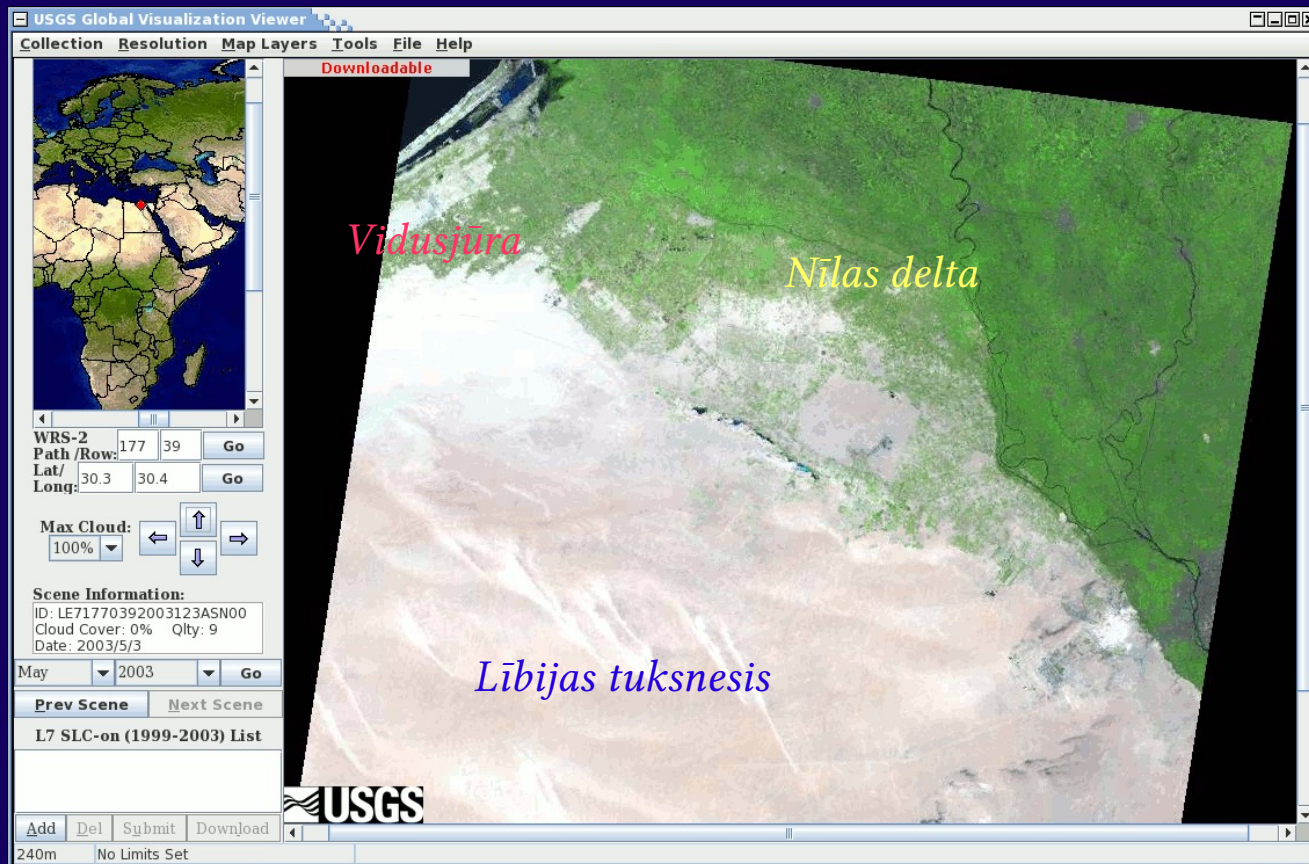 USGS Global Visualization Viewer
Collection Resolution Map Layers Tools File Help
Downloadable
Vidusjūra
Nīlas delta
Lībijas tuksnesis
WRS-2
Path /Row: 177 39 Go
Lat/
Long: 30.3 30.4 Go
Max Cloud:
100%
Scene Information:
ID: LE71770392003123ASN00
Cloud Cover: 0% Qlty: 9
Date: 2003/5/3
May 2003 Go
Prev Scene Next Scene
L7 SLC-on (1999-2003) List
Add Del Submit Download
USGS
240m No Limits Set